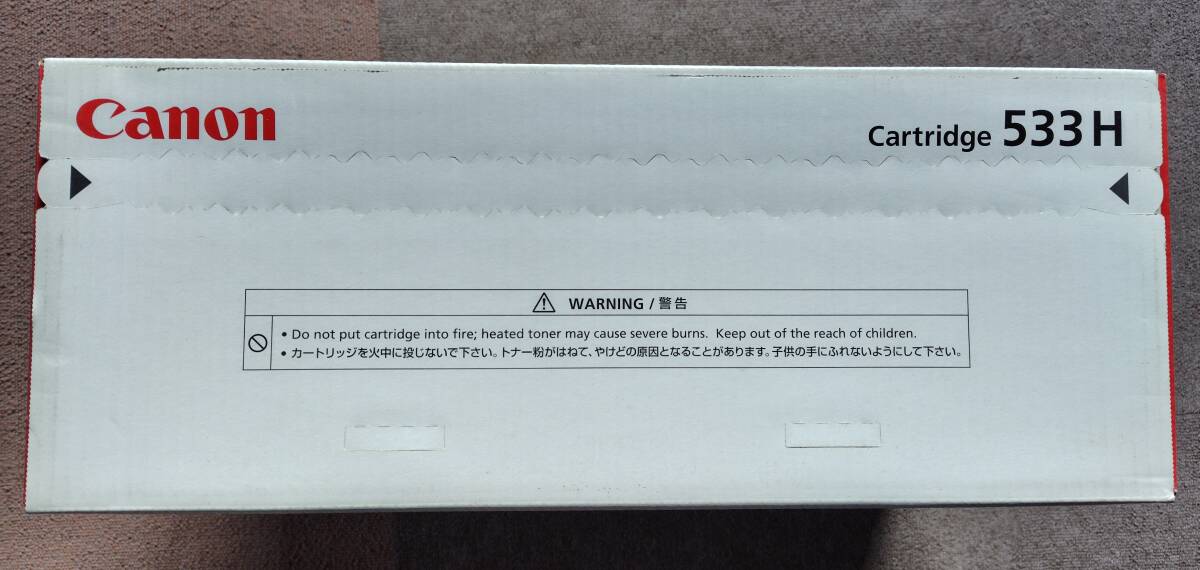 Canon
Cartridge 533H
WARNING / 警告
• Do not put cartridge into fire; heated toner may cause severe burns. Keep out of the reach of children.
• カートリッジを火中に投じないで下さい。トナー粉がはねて、やけどの原因となることがあります。子供の手にふれないようにして下さい。